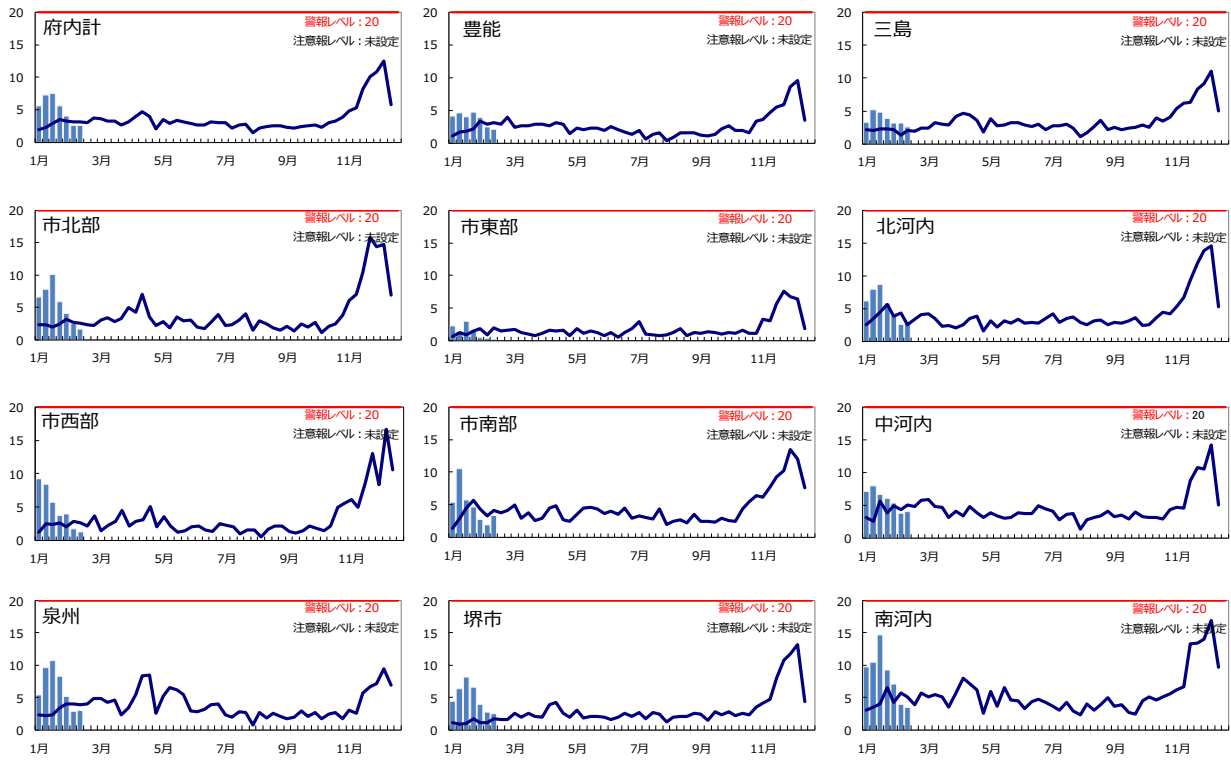 府内計
警報レベル：20
注意報レベル：未設定
20
15
10
5
0
1月 3月 5月 7月 9月 11月
豊能
警報レベル：20
注意報レベル：未設定
20
15
10
5
0
1月 3月 5月 7月 9月 11月
三島
警報レベル：20
注意報レベル：未設定
20
15
10
5
0
1月 3月 5月 7月 9月 11月
市北部
警報レベル：20
注意報レベル：未設定
20
15
10
5
0
1月 3月 5月 7月 9月 11月
市東部
警報レベル：20
注意報レベル：未設定
20
15
10
5
0
1月 3月 5月 7月 9月 11月
北河内
警報レベル：20
注意報レベル：未設定
20
15
10
5
0
1月 3月 5月 7月 9月 11月
市西部
警報レベル：20
注意報レベル：未設定
20
15
10
5
0
1月 3月 5月 7月 9月 11月
市南部
警報レベル：20
注意報レベル：未設定
20
15
10
5
0
1月 3月 5月 7月 9月 11月
中河内
警報レベル：20
注意報レベル：未設定
20
15
10
5
0
1月 3月 5月 7月 9月 11月
泉州
警報レベル：20
注意報レベル：未設定
20
15
10
5
0
1月 3月 5月 7月 9月 11月
堺市
警報レベル：20
注意報レベル：未設定
20
15
10
5
0
1月 3月 5月 7月 9月 11月
南河内
警報レベル：20
注意報レベル：未設定
20
15
10
5
0
1月 3月 5月 7月 9月 11月